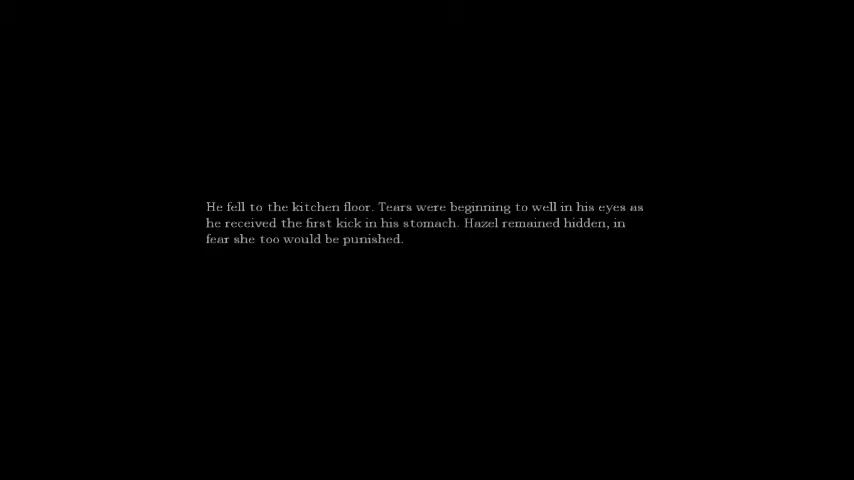 He fell to the kitchen floor. Tears were beginning to well in his eyes as
he received the first kick in his stomach. Hazel remained hidden, in
fear she too would be punished.